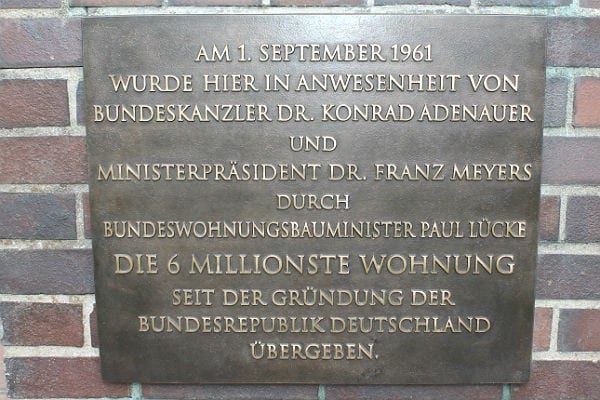 AM 1. SEPTEMBER 1961
WURDE HIER IN ANWESENHEIT VON
BUNDESKANZLER DR. KONRAD ADENAUER
UND
MINISTERPRÄSIDENT DR. FRANZ MEYERS
DURCH
BUNDESWOHNUNGSBAUMINISTER PAUL LÜCKE
DIE 6 MILLIONSTE WOHNUNG
SEIT DER GRÜNDUNG DER
BUNDESREPUBLIK DEUTSCHLAND
ÜBERGEBEN.